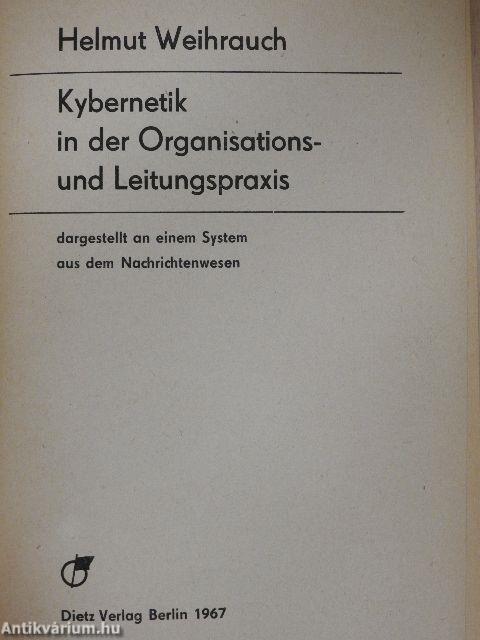 Helmut Weihrauch
Kybernetik
in der Organisations-
und Leitungspraxis
dargestellt an einem System
aus dem Nachrichtenwesen
Dietz Verlag Berlin 1967
Antikvárium.hu